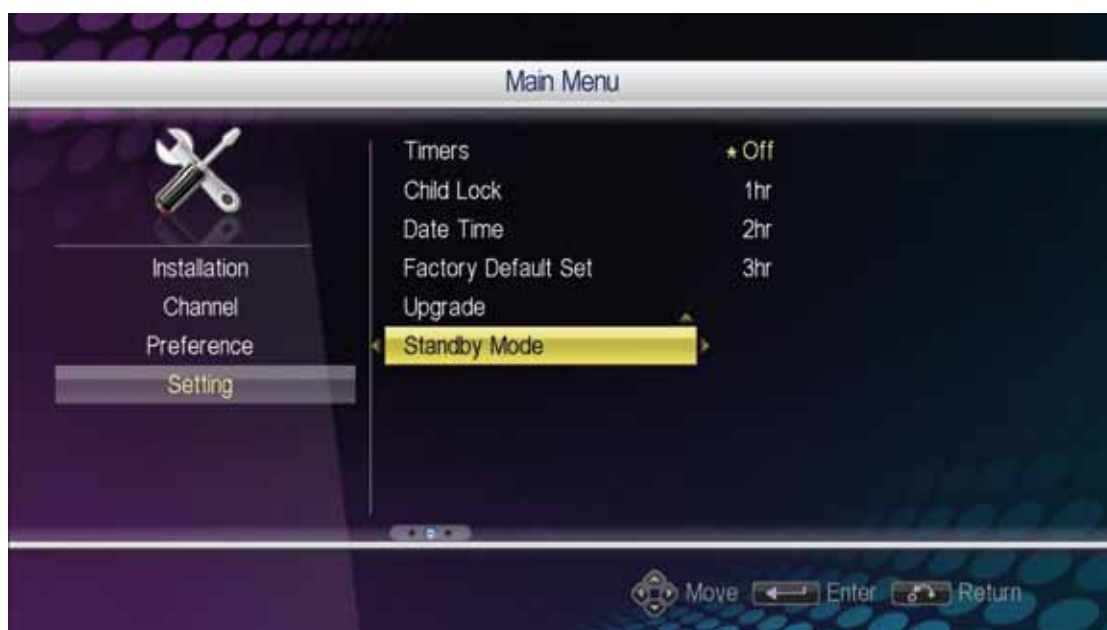 Main Menu
Installation
Channel
Preference
Setting
Timers
Child Lock
Date Time
Factory Default Set
Upgrade
Standby Mode
Off
1hr
2hr
3hr
Move Enter Return